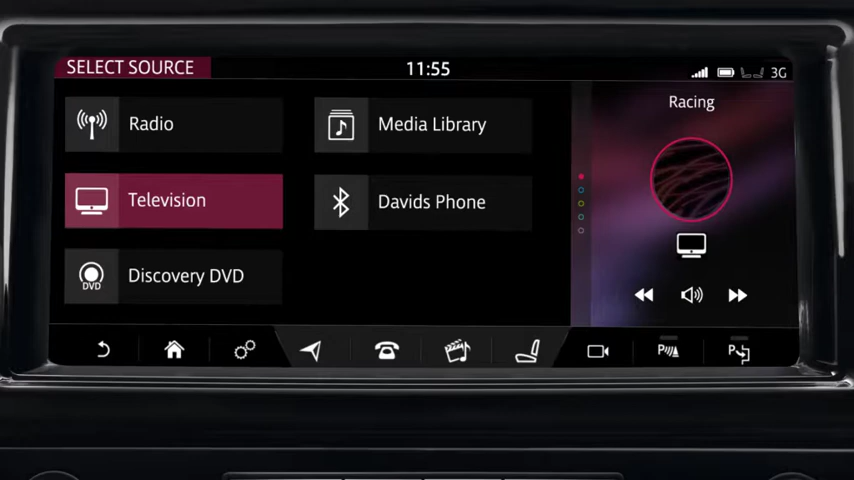 SELECT SOURCE
11:55
3G
Radio
Media Library
Racing
Television
Davids Phone
DVD
Discovery DVD
P
P